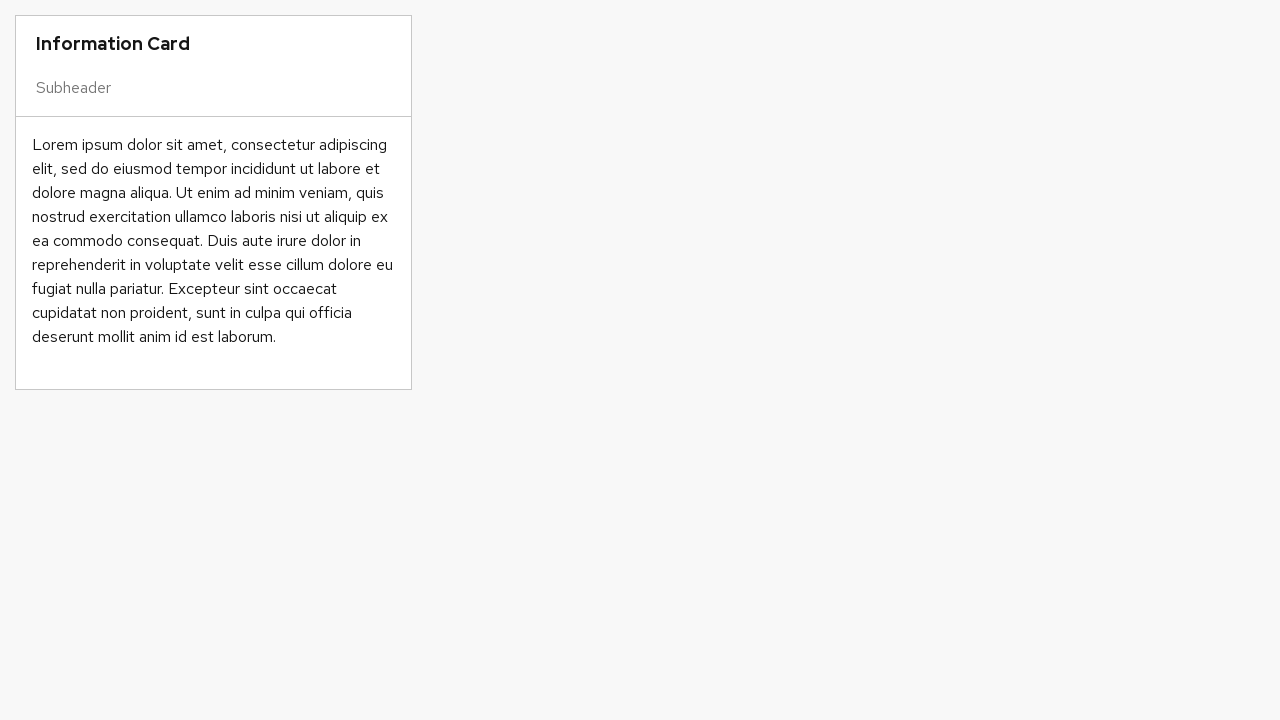 Information Card
Subheader
Lorem ipsum dolor sit amet, consectetur adipiscing
elit, sed do eiusmod tempor incididunt ut labore et
dolore magna aliqua. Ut enim ad minim veniam, quis
nostrud exercitation ullamco laboris nisi ut aliquip ex
ea commodo consequat. Duis aute irure dolor in
reprehenderit in voluptate velit esse cillum dolore eu
fugiat nulla pariatur. Excepteur sint occaecat
cupidatat non proident, sunt in culpa qui officia
deserunt mollit anim id est laborum.